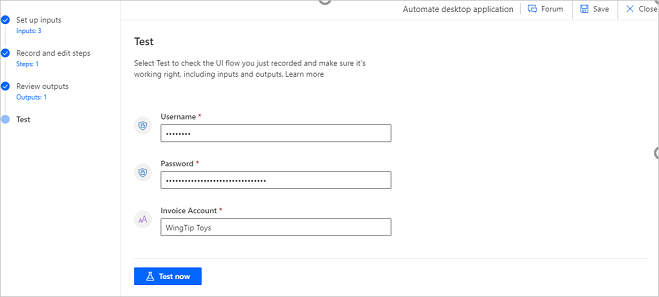 Automate desktop application
Forum
Save
Close
Set up inputs
Inputs: 3
Record and edit steps
Steps: 1
Review outputs
Outputs: 1
Test
Test
Select Test to check the UI flow you just recorded and make sure it's
working right, including inputs and outputs. Learn more
Username *
••••••••
Password *
••••••••••••••••••••••••••••••••
AA
Invoice Account *
WingTip Toys
Test now